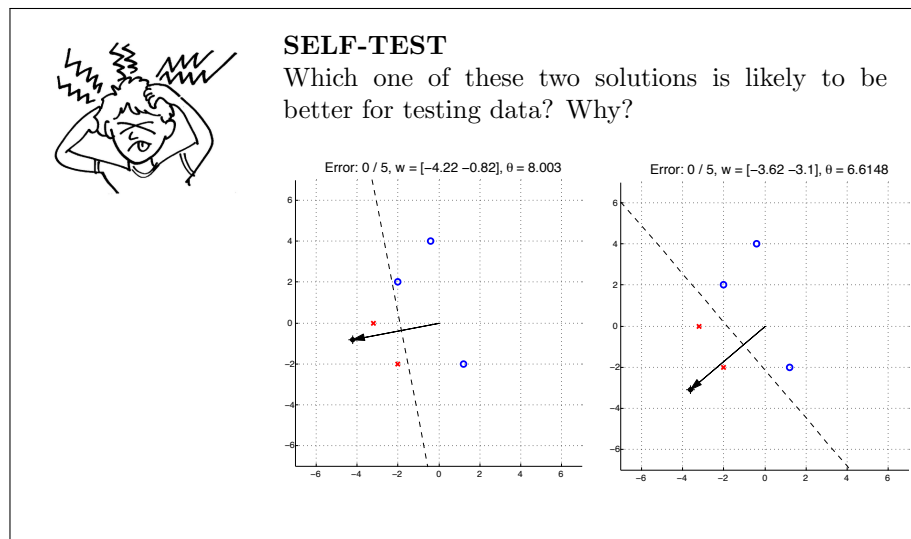 SELF-TEST
Which one of these two solutions is likely to be
better for testing data? Why?
Error: 0 / 5, w = [−4.22 −0.82], θ = 8.003
6
4
2
0
−2
−4
−6
−6 −4 −2 0 2 4 6
Error: 0 / 5, w = [−3.62 −3.1], θ = 6.6148
6
4
2
0
−2
−4
−6
−6 −4 −2 0 2 4 6